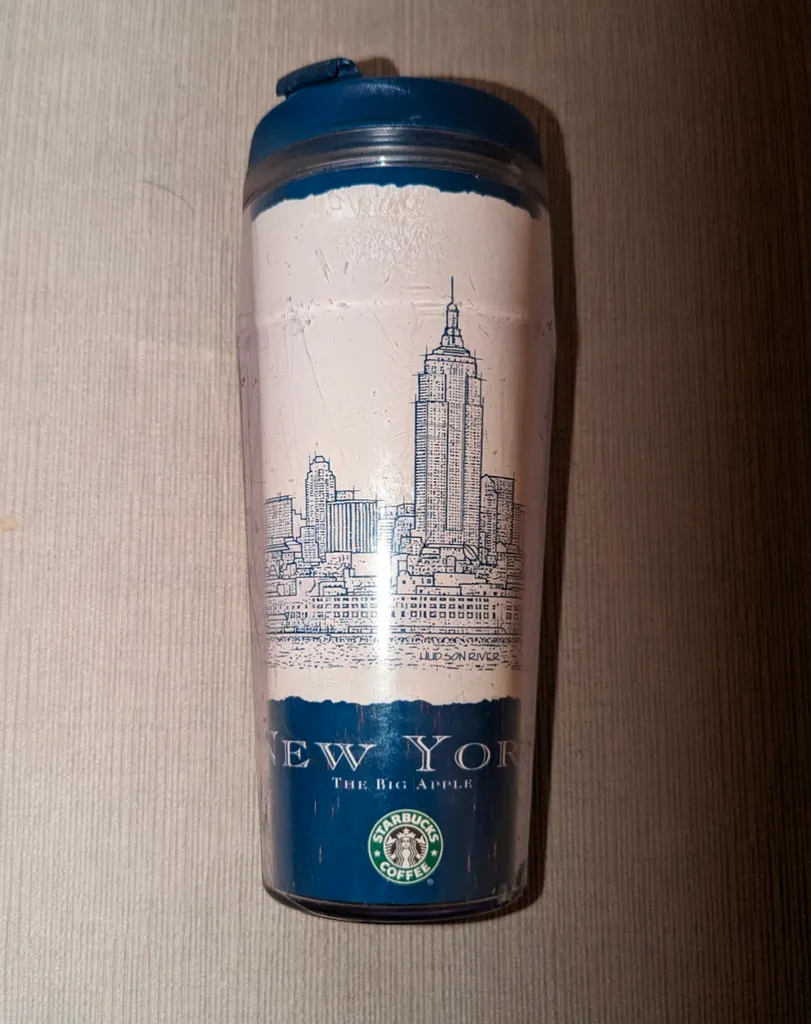 HUDSON RIVER
NEW YOR
THE BIG APPLE
STARBUCKS
COFFEE
®